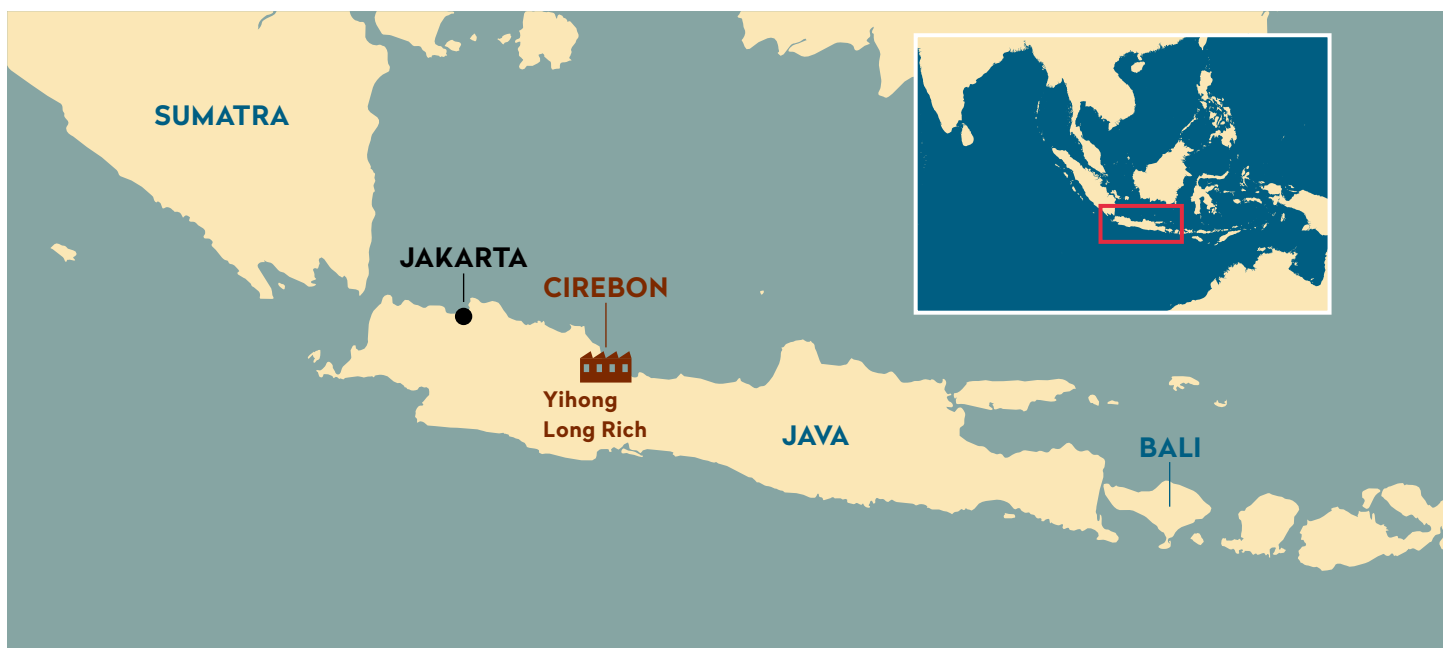 SUMATRA
JAKARTA
CIREBON
Yihong
Long Rich
JAVA
BALI